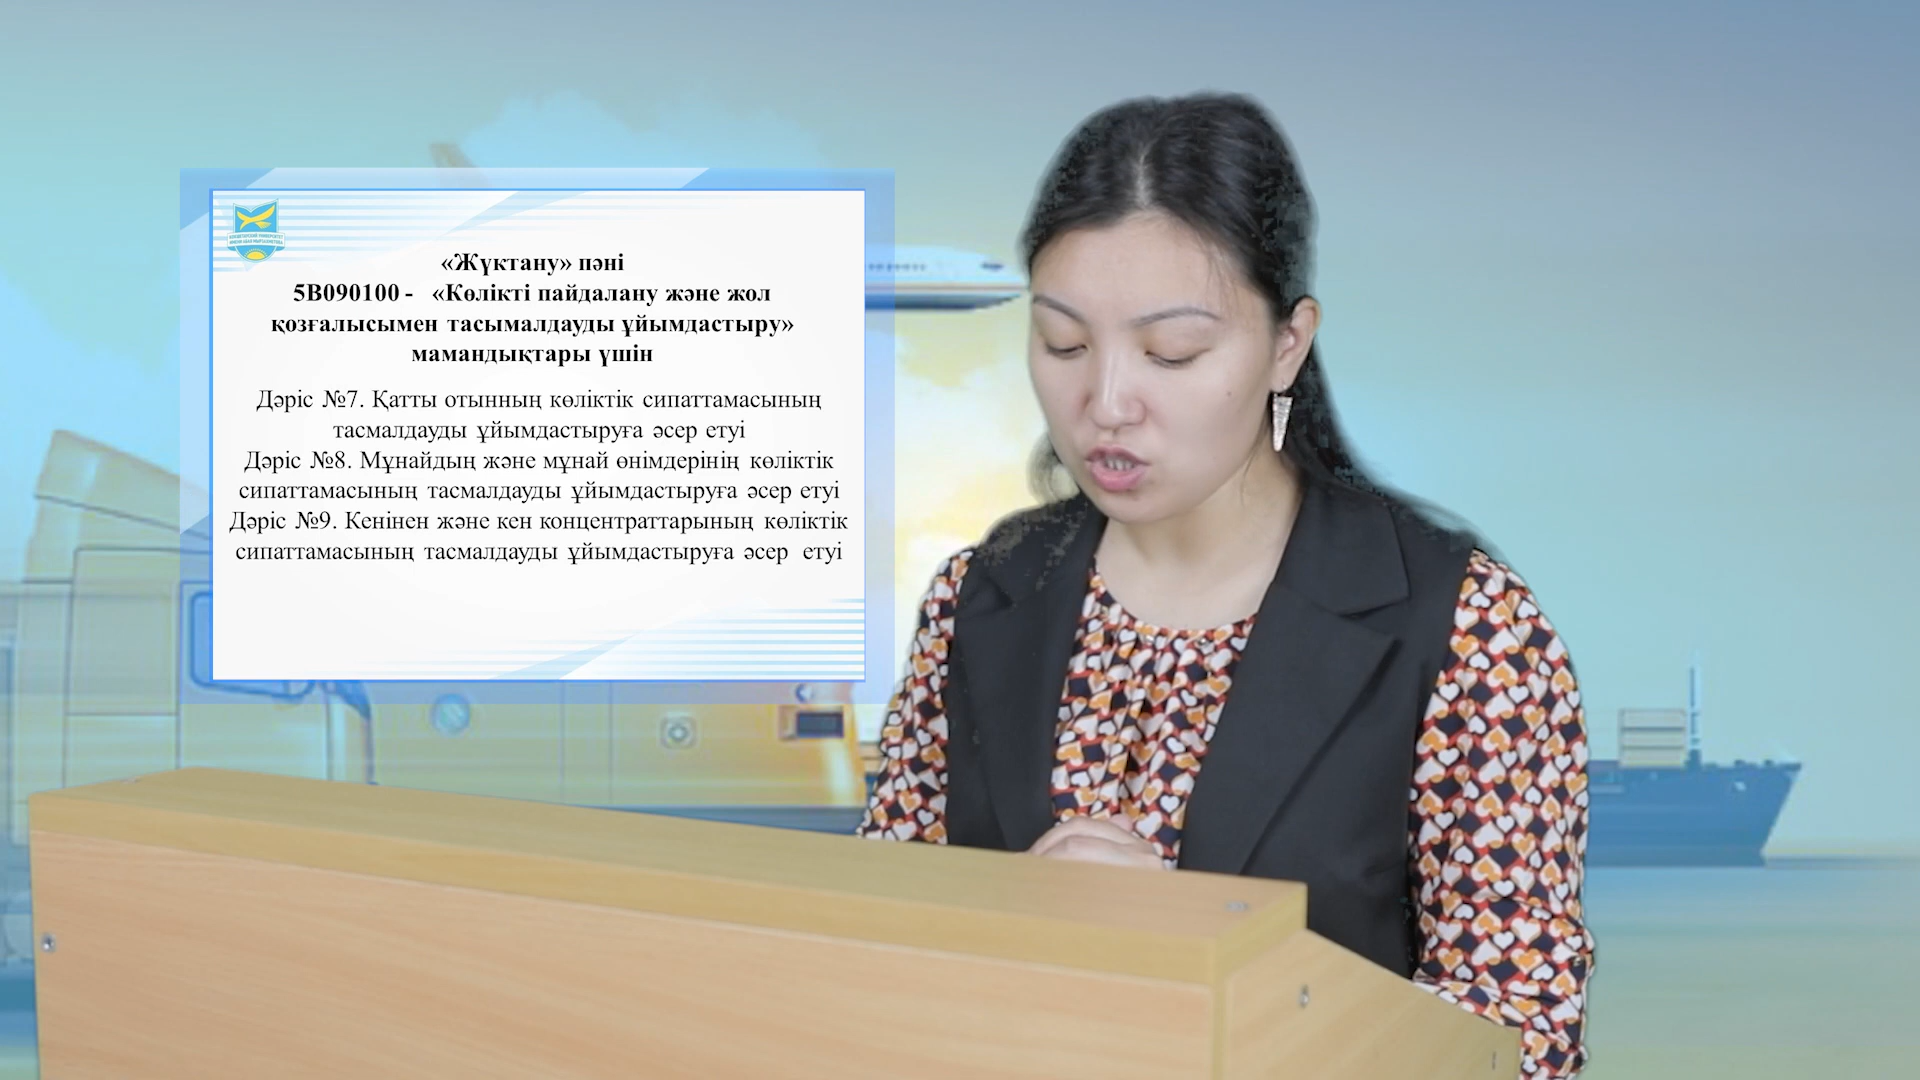 «Жүктану» пәні
5В090100 - «Көлікті пайдалану және жол
қозғалысымен тасымалдауды ұйымдастыру»
мамандықтары үшін
Дәріс №7. Қатты отынның көліктік сипаттамасының
тасмалдауды ұйымдастыруға әсер етуі
Дәріс №8. Мұнайдың және мұнай өнімдерінің көліктік
сипаттамасының тасмалдауды ұйымдастыруға әсер етуі
Дәріс №9. Кенінен және кен концентраттарының көліктік
сипаттамасының тасмалдауды ұйымдастыруға әсер етуі